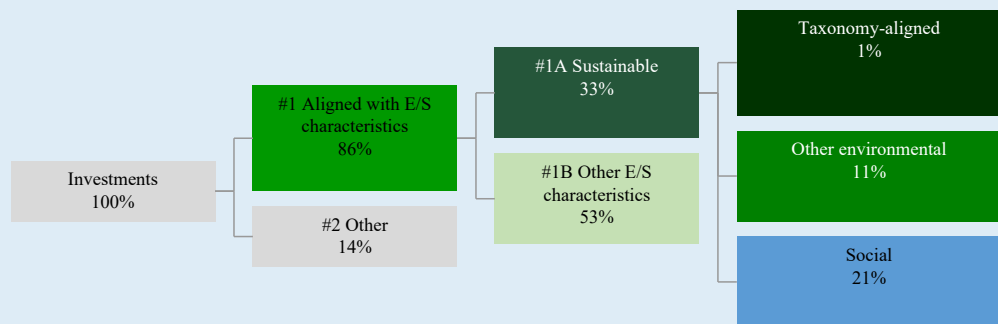 Investments
100%
#1 Aligned with E/S
characteristics
86%
#2 Other
14%
#1A Sustainable
33%
#1B Other E/S
characteristics
53%
Taxonomy-aligned
1%
Other environmental
11%
Social
21%